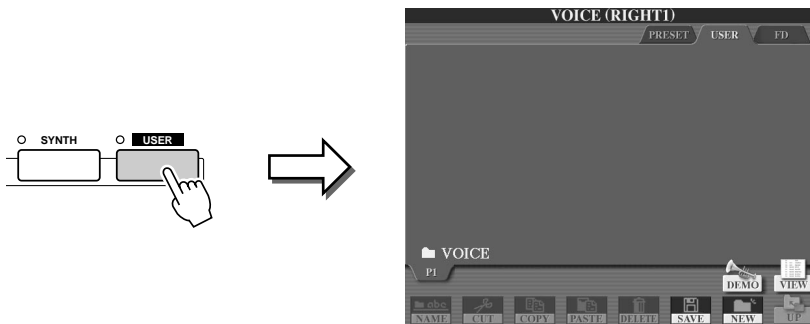 SYNTH
USER
VOICE (RIGHT1)
PRESET USER FD
VOICE
P1
DEMO VIEW
abc
NAME CUT COPY PASTE DELETE SAVE NEW UP